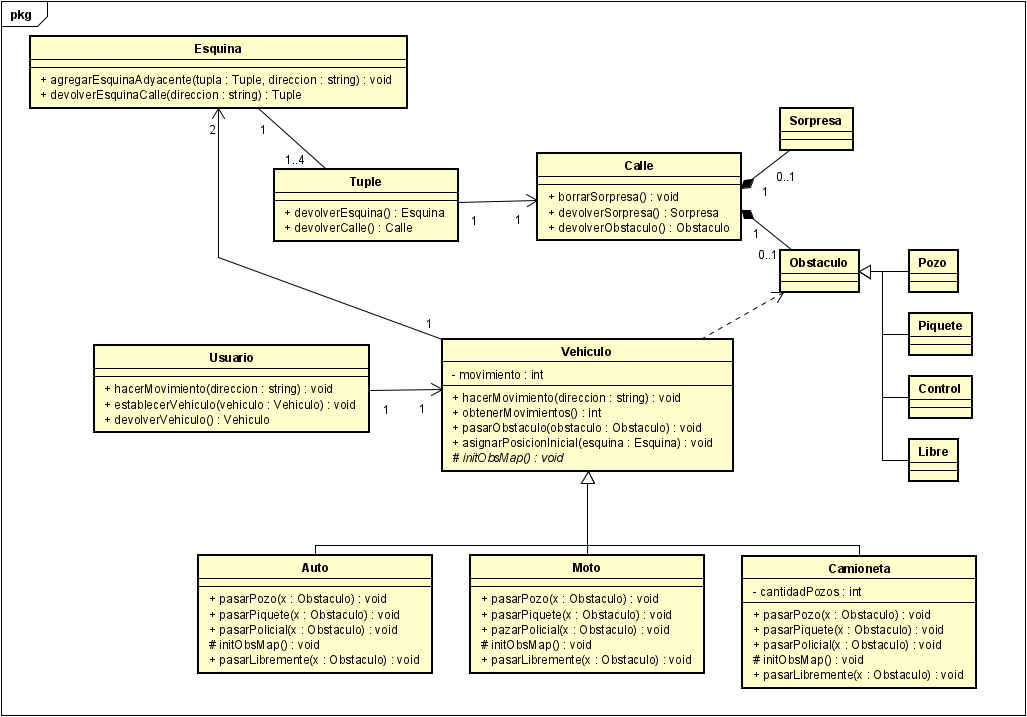 pkg
Esquina
+ agregarEsquinaAdyacente(tupla : Tuple, direccion : string) : void
+ devolverEsquinaCalle(direccion : string) : Tuple
2
1
1..4
Tuple
+ devolverEsquina() : Esquina
+ devolverCalle() : Calle
1
1
Calle
+ borrarSorpresa() : void
+ devolverSorpresa() : Sorpresa
+ devolverObstaculo() : Obstaculo
Sorpresa
0..1
1
1
0..1
Obstaculo
Pozo
Piquete
Control
Libre
1
Usuario
+ hacerMovimiento(direccion : string) : void
+ establecerVehiculo(vehiculo : Vehiculo) : void
+ devolverVehiculo() : Vehiculo
1
1
Vehiculo
- movimiento : int
+ hacerMovimiento(direccion : string) : void
+ obtenerMovimientos() : int
+ pasarObstaculo(obstaculo : Obstaculo) : void
+ asignarPosicionInicial(esquina : Esquina) : void
# initObsMap() : void
Auto
+ pasarPozo(x : Obstaculo) : void
+ pasarPiquete(x : Obstaculo) : void
+ pasarPolicial(x : Obstaculo) : void
# initObsMap() : void
+ pasarLibremente(x : Obstaculo) : void
Moto
+ pasarPozo(x : Obstaculo) : void
+ pasarPiquete(x : Obstaculo) : void
+ pazarPolicial(x : Obstaculo) : void
# initObsMap() : void
+ pasarLibremente(x : Obstaculo) : void
Camioneta
- cantidadPozos : int
+ pasarPozo(x : Obstaculo) : void
+ pasarPiquete(x : Obstaculo) : void
+ pasarPolicial(x : Obstaculo) : void
# initObsMap() : void
+ pasarLibremente(x : Obstaculo) : void